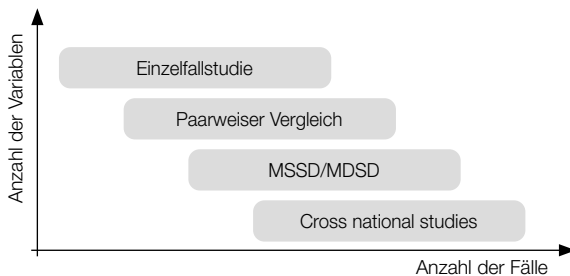 Anzahl der Variablen
Einzelfallstudie
Paarweiser Vergleich
MSSD/MDSD
Cross national studies
Anzahl der Fälle